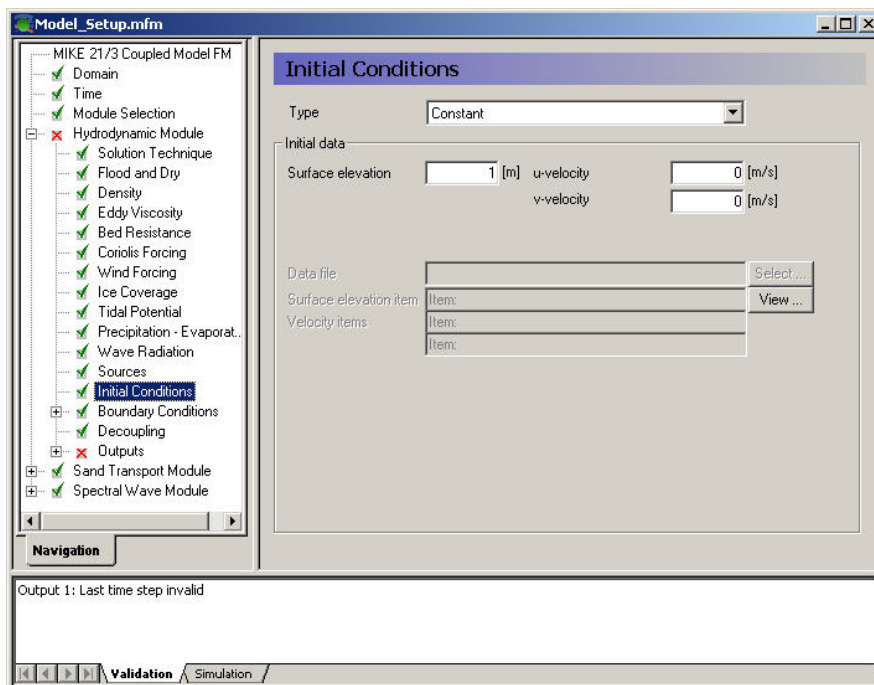 Model_Setup.mfm
MIKE 21/3 Coupled Model FM
Domain
Time
Module Selection
Hydrodynamic Module
Solution Technique
Flood and Dry
Density
Eddy Viscosity
Bed Resistance
Coriolis Forcing
Wind Forcing
Ice Coverage
Tidal Potential
Precipitation - Evaporat..
Wave Radiation
Sources
Initial Conditions
Boundary Conditions
Decoupling
Outputs
Sand Transport Module
Spectral Wave Module
Navigation
Initial Conditions
Type Constant
Initial data
Surface elevation 1 [m] u-velocity 0 [m/s]
v-velocity 0 [m/s]
Data file Select ...
Surface elevation item Item: View ...
Velocity items Item:
Item:
Output 1: Last time step invalid
Validation Simulation